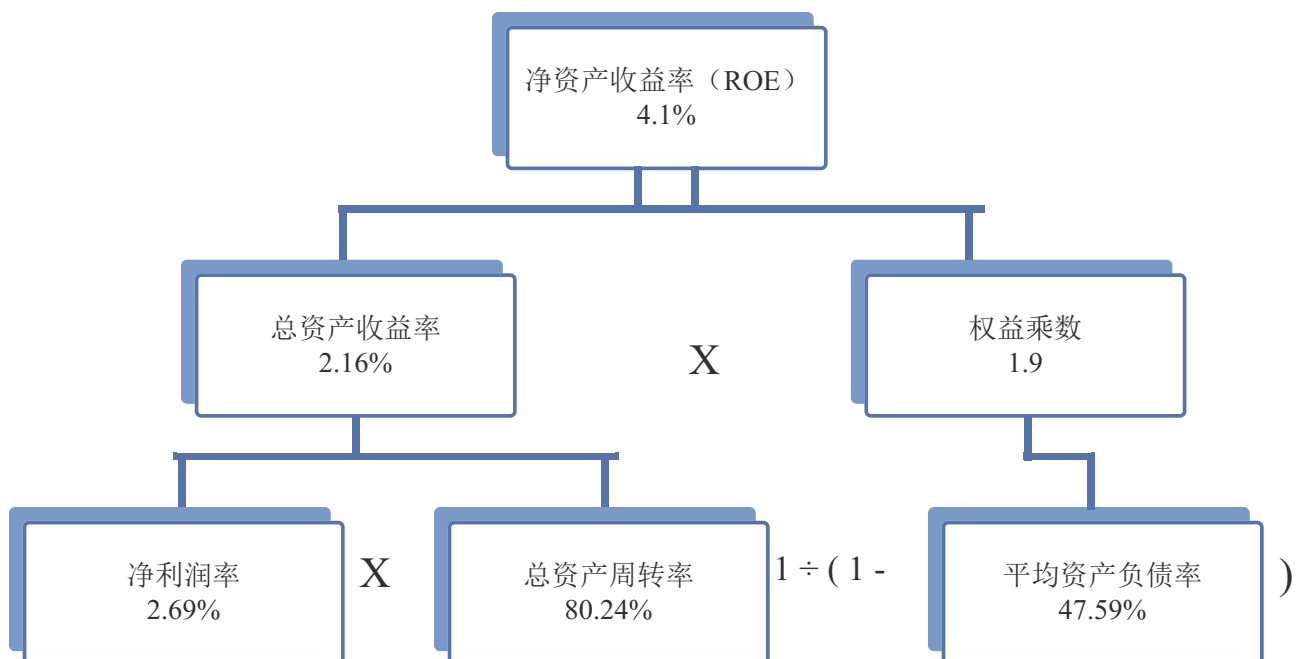 净资产收益率（ROE）
4.1%
总资产收益率
2.16%
X
权益乘数
1.9
净利润率
2.69%
X
总资产周转率
80.24%
1 ÷ ( 1 -
平均资产负债率
47.59%
)